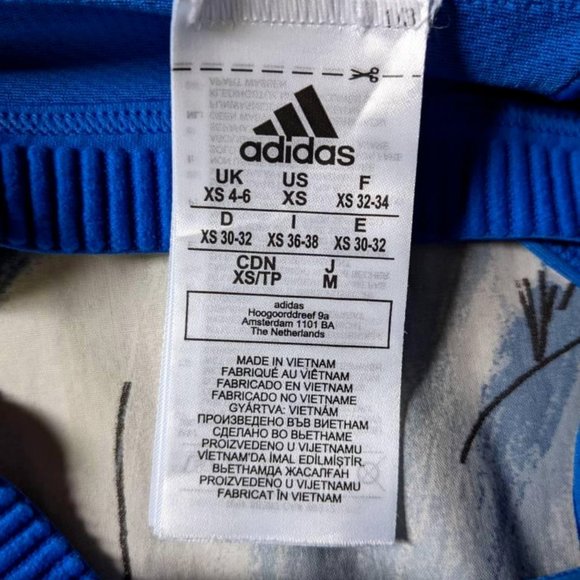 1/3
adidas
UK US F
XS 4-6 XS XS 32-34
D I E
XS 30-32 XS 36-38 XS 30-32
CDN J
XS/TP M
adidas
Hoogoorddreef 9a
Amsterdam 1101 BA
The Netherlands
MADE IN VIETNAM
FABRIQUÉ AU VIÊTNAM
FABRICADO EN VIETNAM
FABRICADO NO VIETNAME
GYÁRTVA: VIETNÁM
ПРОИЗВЕДЕНО ВЪВ ВИЕТНАМ
СДЕЛАНО ВО ВЬЕТНАМЕ
PROIZVEDENO U VIJETNAMU
VİETNAM'DA İMAL EDİLMİŞTİR.
ВЬЕТНАМДА ЖАСАЛҒАН
PROIZVEDENO U VIJETNAMU
FABRICAT ÎN VIETNAM